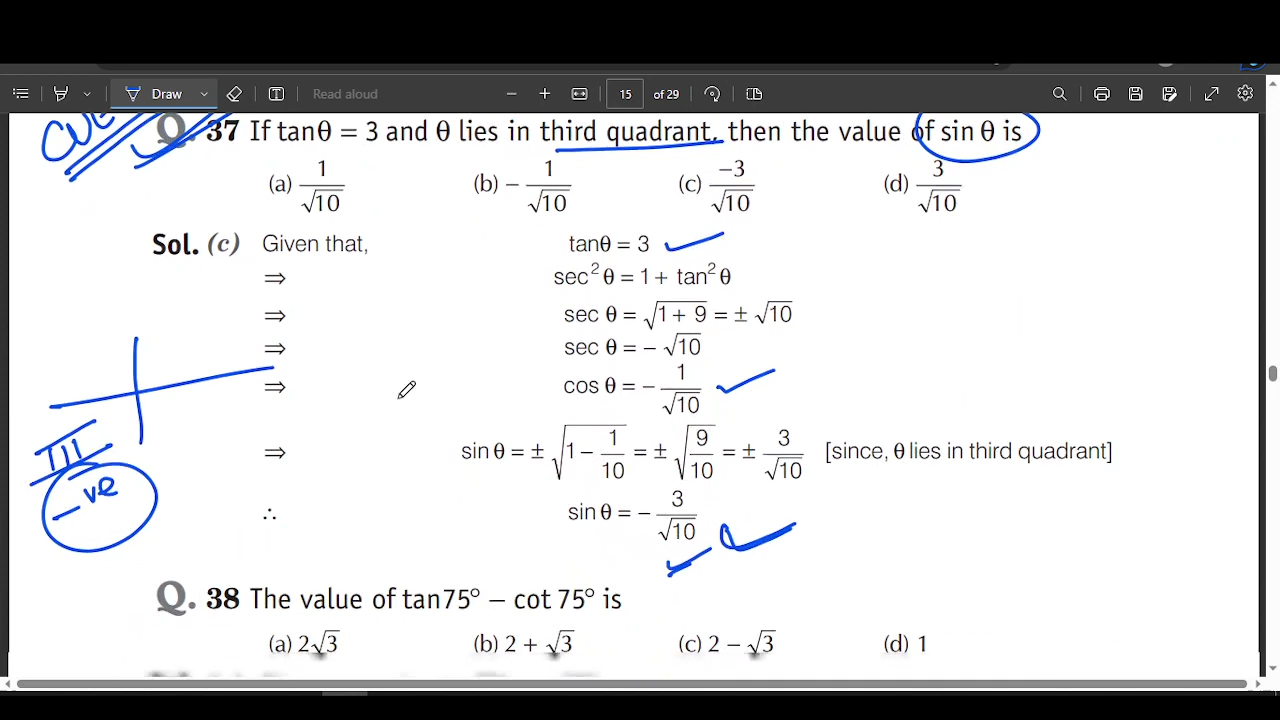 Draw
Read aloud
15 of 29
Q. 37 If tanθ = 3 and θ lies in third quadrant, then the value of sin θ is
(a) 1/√10 (b) – 1/√10 (c) –3/√10 (d) 3/√10
Sol. (c) Given that, tanθ = 3
⇒ sec² θ = 1 + tan² θ
⇒ sec θ = √(1 + 9) = ± √10
⇒ sec θ = – √10
⇒ cos θ = – 1/√10
III
⇒ sin θ = ± √(1 – 1/10) = ± √(9/10) = ± 3/√10 [since, θ lies in third quadrant]
–ve
∴ sin θ = – 3/√10
Q. 38 The value of tan 75° – cot 75° is
(a) 2√3 (b) 2 + √3 (c) 2 – √3 (d) 1